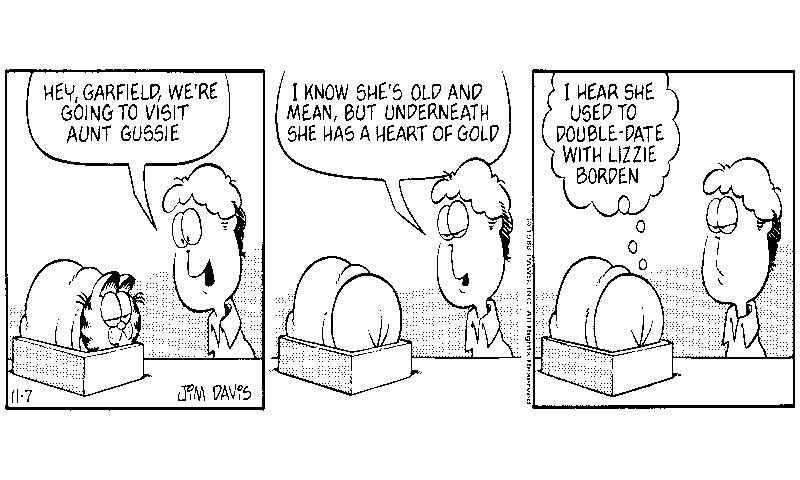 HEY, GARFIELD, WE'RE
GOING TO VISIT
AUNT GUSSIE
11-7
JIM DAVIS
I KNOW SHE'S OLD AND
MEAN, BUT UNDERNEATH
SHE HAS A HEART OF GOLD
I HEAR SHE
USED TO
DOUBLE-DATE
WITH LIZZIE
BORDEN